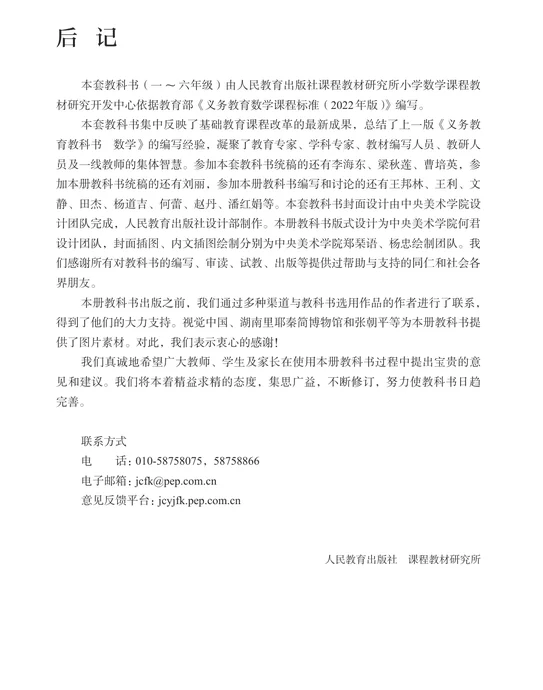 后 记
本套教科书（一～六年级）由人民教育出版社课程教材研究所小学数学课程教
材研究开发中心依据教育部《义务教育数学课程标准（2022年版）》编写。
本套教科书集中反映了基础教育课程改革的最新成果，总结了上一版《义务教
育教科书 数学》的编写经验，凝聚了教育专家、学科专家、教材编写人员、教研人
员及一线教师的集体智慧。参加本套教科书统稿的还有李海东、梁秋莲、曹培英，参
加本册教科书统稿的还有刘丽，参加本册教科书编写和讨论的还有王邦林、王利、文
静、田杰、杨道吉、何蕾、赵丹、潘红娟等。本套教科书封面设计由中央美术学院设
计团队完成，人民教育出版社设计部制作。本册教科书版式设计为中央美术学院何君
设计团队，封面插图、内文插图绘制分别为中央美术学院郑琹语、杨忠绘制团队。我
们感谢所有对教科书的编写、审读、试教、出版等提供过帮助与支持的同仁和社会各
界朋友。
本册教科书出版之前，我们通过多种渠道与教科书选用作品的作者进行了联系，
得到了他们的大力支持。视觉中国、湖南里耶秦简博物馆和张朝平等为本册教科书提
供了图片素材。对此，我们表示衷心的感谢！
我们真诚地希望广大教师、学生及家长在使用本册教科书过程中提出宝贵的意
见和建议。我们将本着精益求精的态度，集思广益，不断修订，努力使教科书日趋
完善。
联系方式
电 话：010-58758075，58758866
电子邮箱：jcfk@pep.com.cn
意见反馈平台：jcyjfk.pep.com.cn
人民教育出版社 课程教材研究所